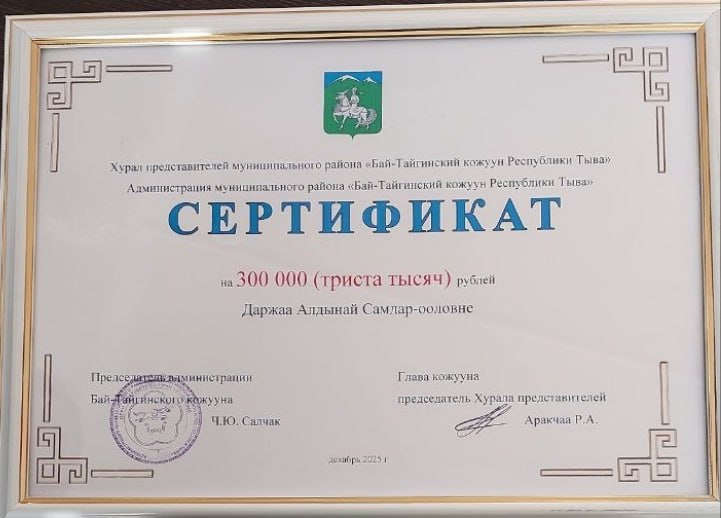 Хурал представителей муниципального района «Бай-Тайгинский кожуун Республики Тыва»
Администрация муниципального района «Бай-Тайгинский кожуун Республики Тыва»
СЕРТИФИКАТ
на 300 000 (триста тысяч) рублей
Даржаа Алдынай Самдар-ооловне
Председатель администрации
Бай-Тайгинского кожууна
Ч.Ю. Салчак
Глава кожууна
председатель Хурала представителей
Аракчаа Р.А.
декабрь 2025 г